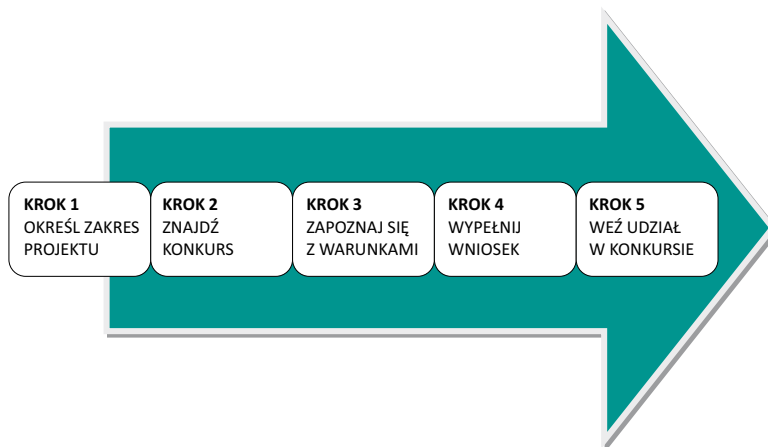 KROK 1
OKREŚL ZAKRES
PROJEKTU
KROK 2
ZNAJDŹ
KONKURS
KROK 3
ZAPOZNAJ SIĘ
Z WARUNKAMI
KROK 4
WYPEŁNIJ
WNIOSEK
KROK 5
WEŹ UDZIAŁ
W KONKURSIE